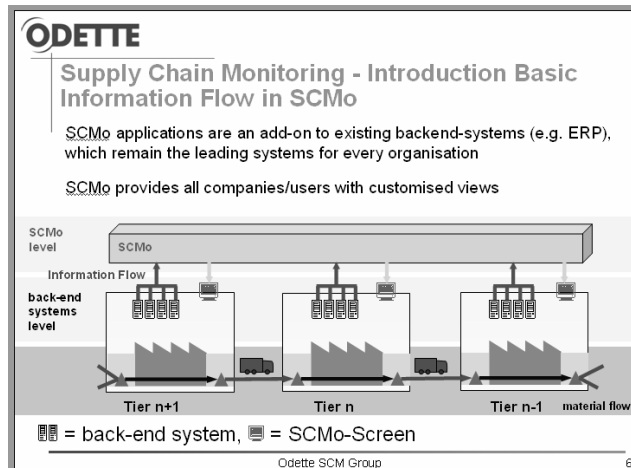 ODETTE
Supply Chain Monitoring - Introduction Basic
Information Flow in SCMo
SCMo applications are an add-on to existing backend-systems (e.g. ERP),
which remain the leading systems for every organisation
SCMo provides all companies/users with customised views
SCMo
level
SCMo
Information Flow
back-end
systems
level
Tier n+1
Tier n
Tier n-1
material flow
= back-end system, = SCMo-Screen
Odette SCM Group
6